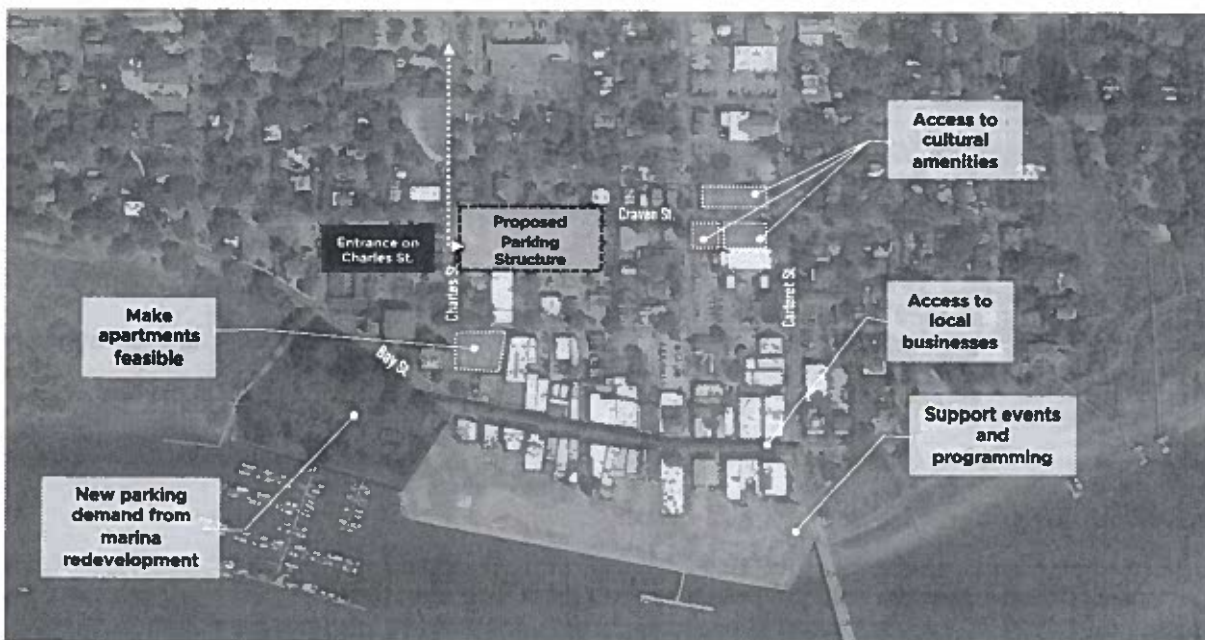 Access to
cultural
amenities
Craven St.
Proposed
Parking
Structure
Entrance on
Charles St.
Charles St.
Carteret St.
Make
apartments
feasible
Bay St.
Access to
local
businesses
Support events
and
programming
New parking
demand from
marina
redevelopment